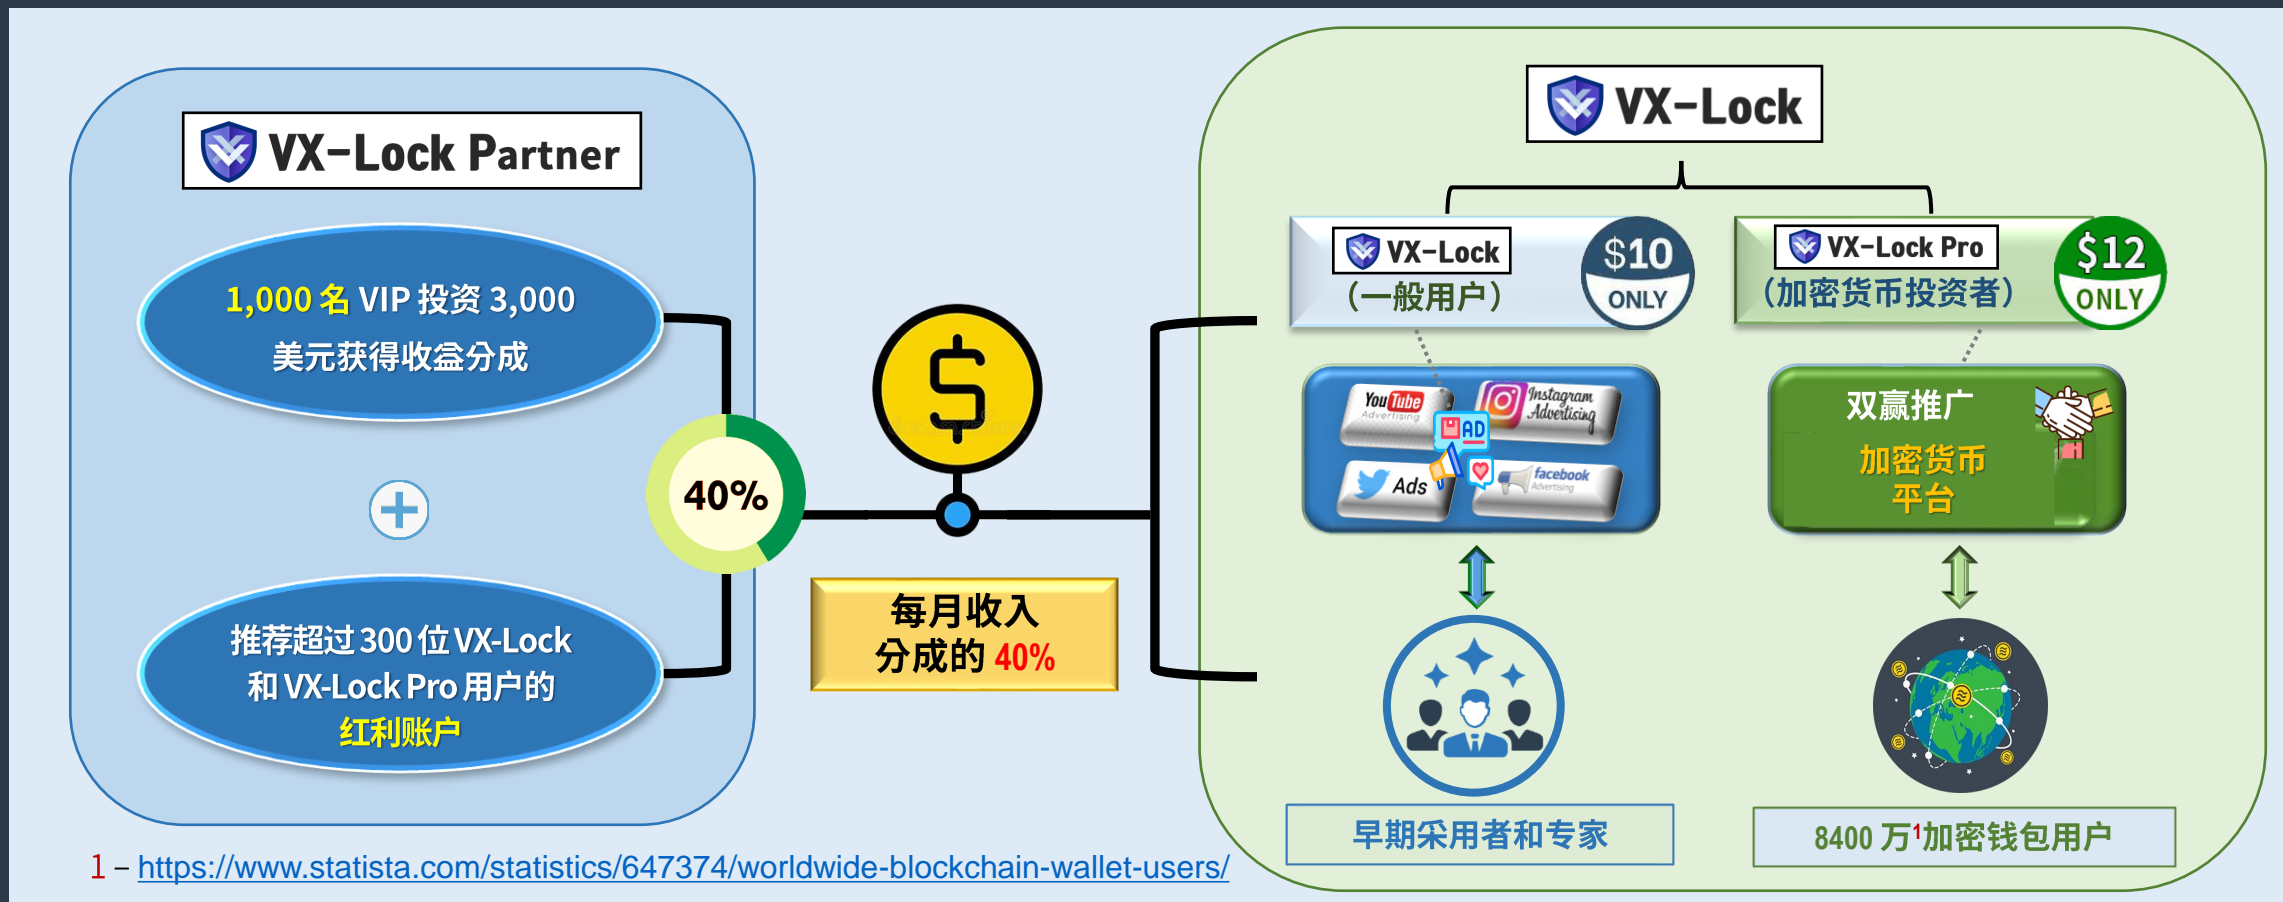 VX-Lock Partner
1,000 名 VIP 投资 3,000
美元获得收益分成
推荐超过 300 位 VX-Lock
和 VX-Lock Pro 用户的
红利账户
40%
每月收入
分成的 40%
VX-Lock
VX-Lock
（一般用户）
$10
ONLY
VX-Lock Pro
（加密货币投资者）
$12
ONLY
YouTube
Advertising
Instagram
Advertising
AD
Ads
facebook
Advertising
双赢推广
加密货币
平台
早期采用者和专家
8400 万1加密钱包用户
1 – https://www.statista.com/statistics/647374/worldwide-blockchain-wallet-users/